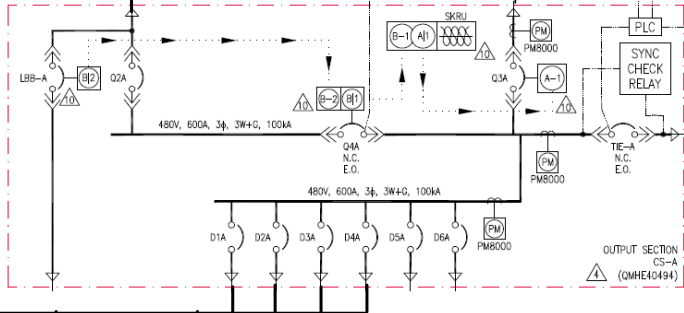 SKRU
B-1
A|1
10
PM
PM8000
PLC
SYNC
CHECK
RELAY
LBB-A
B|2
10
Q2A
10
B-2
B|1
Q3A
A-1
10
480V, 600A, 3ϕ, 3W+G, 100kA
Q4A
N.C.
E.O.
PM
PM8000
TIE-A
N.C.
E.O.
480V, 600A, 3ϕ, 3W+G, 100kA
D1A
D2A
D3A
D4A
D5A
D6A
PM
PM8000
OUTPUT SECTION
CS-A
4
(QMHE40494)